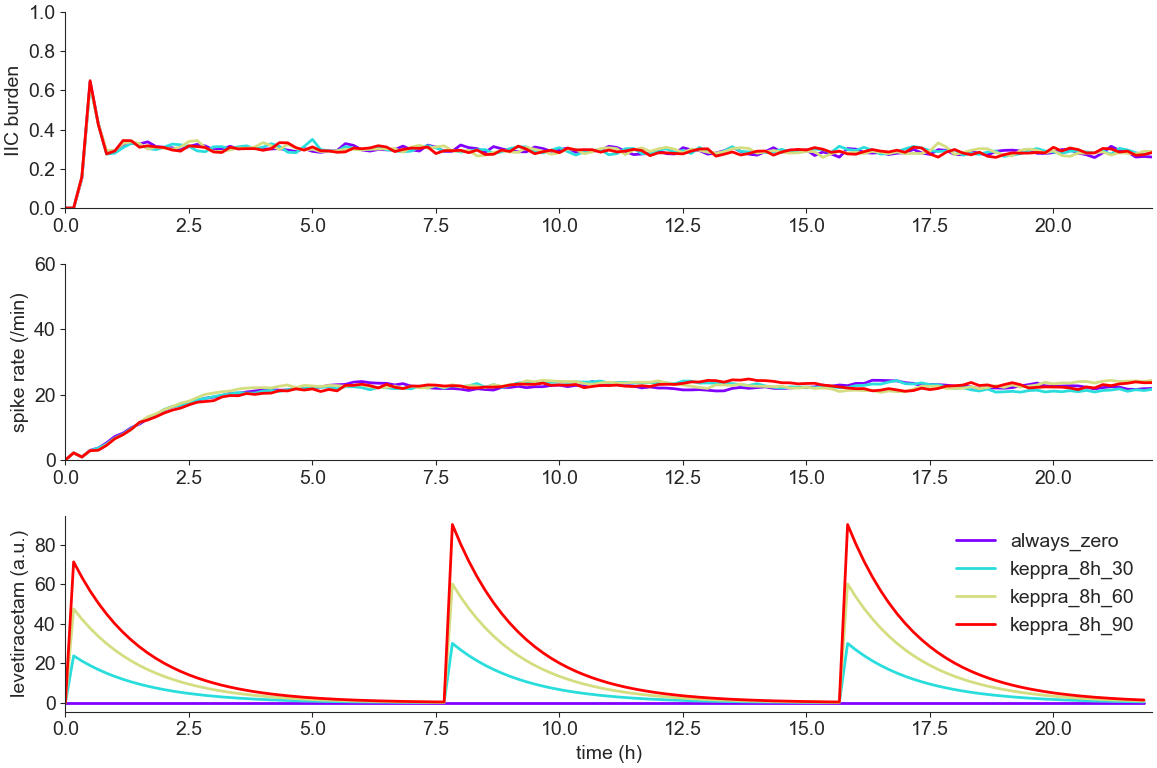 IIC burden
1.0
0.8
0.6
0.4
0.2
0.0
0.0 2.5 5.0 7.5 10.0 12.5 15.0 17.5 20.0
spike rate (/min)
60
40
20
0
0.0 2.5 5.0 7.5 10.0 12.5 15.0 17.5 20.0
levetiracetam (a.u.)
80
60
40
20
0
always_zero
keppra_8h_30
keppra_8h_60
keppra_8h_90
0.0 2.5 5.0 7.5 10.0 12.5 15.0 17.5 20.0
time (h)